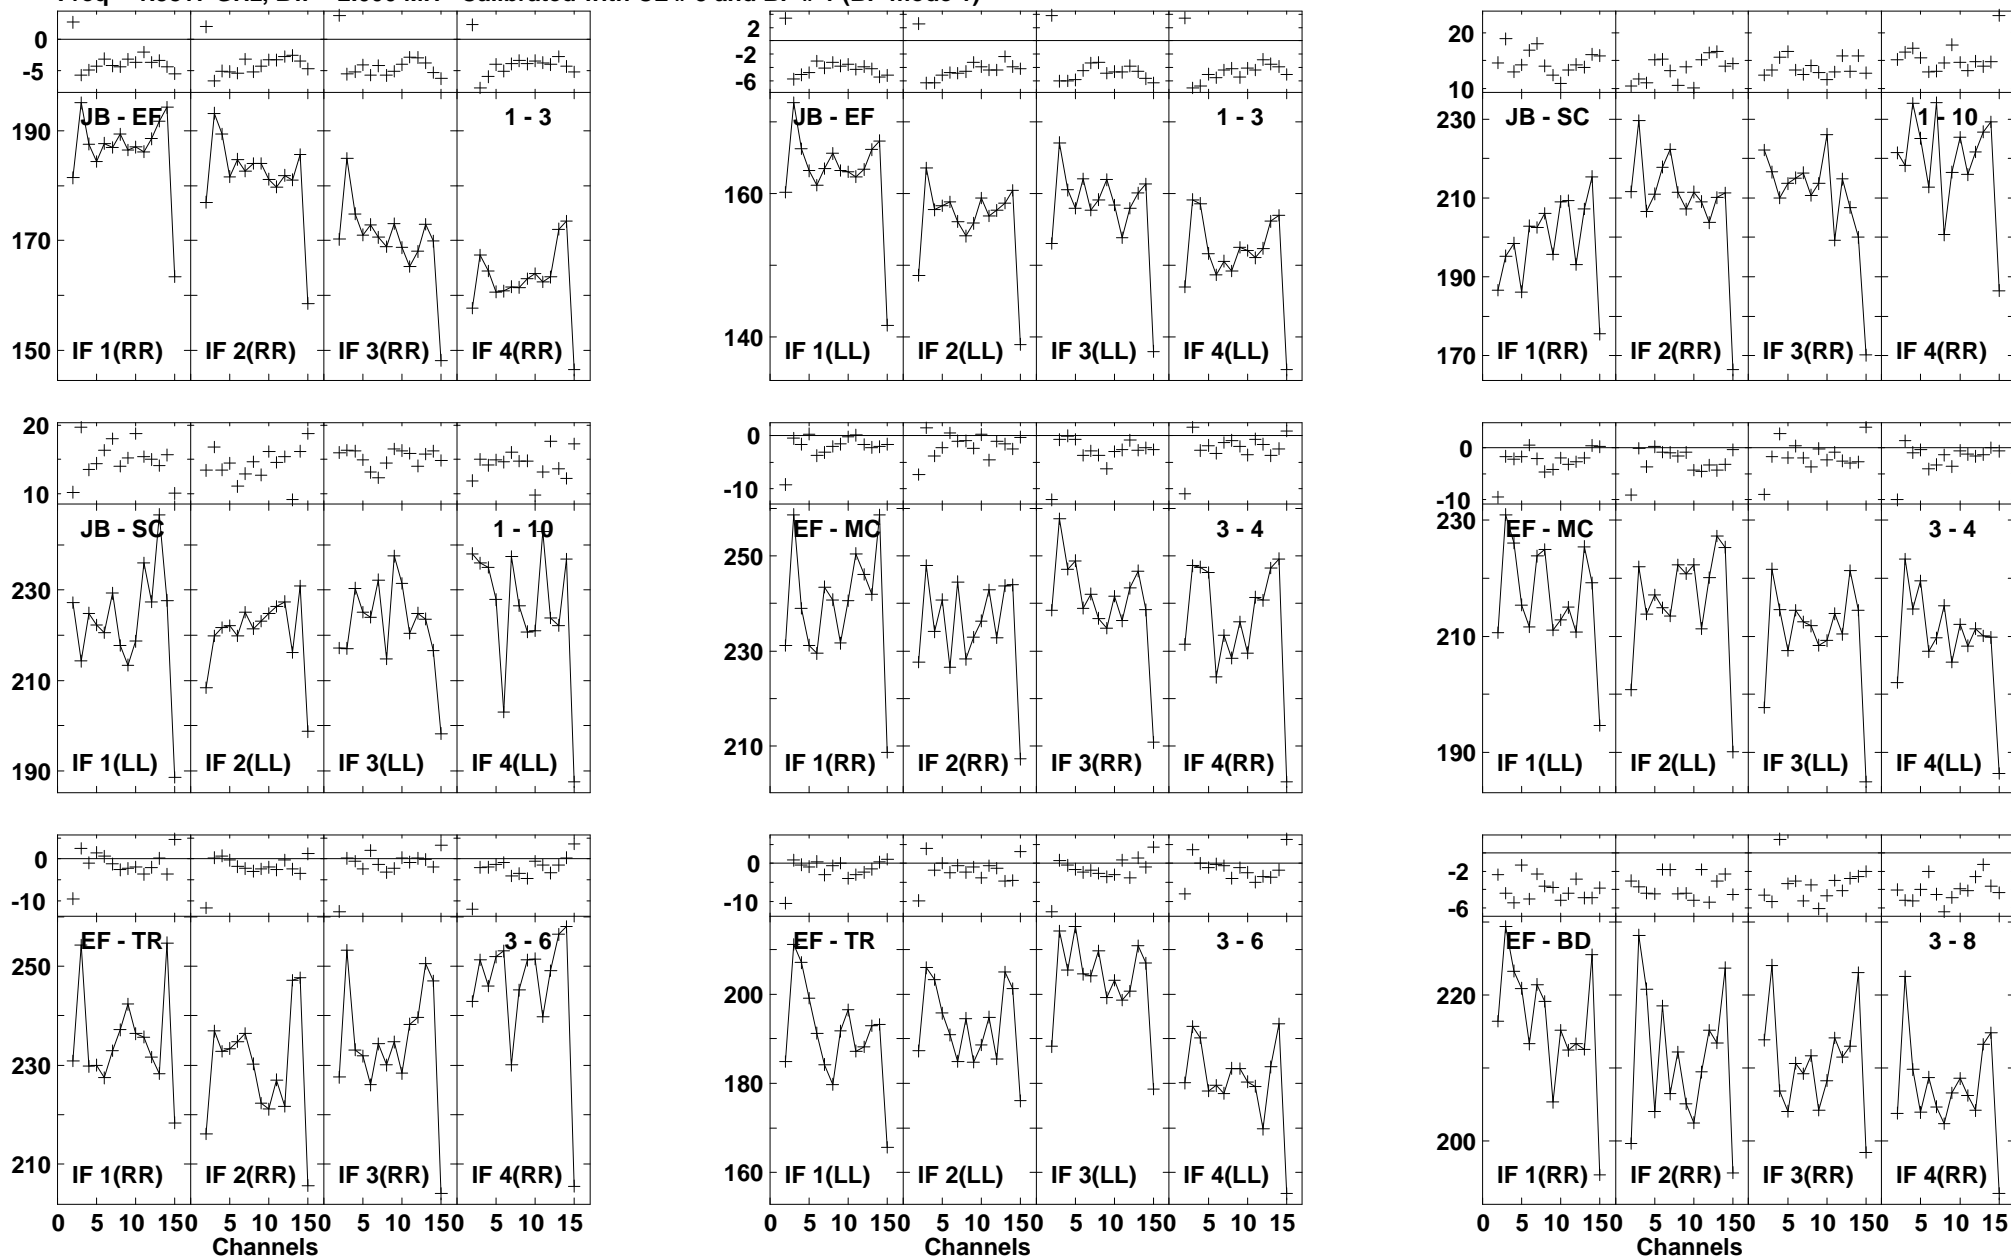 0
-5
190
170
150
JB - EF
1 - 3
IF 1(RR) IF 2(RR) IF 3(RR) IF 4(RR)
2
-2
-6
160
140
JB - EF
1 - 3
IF 1(LL) IF 2(LL) IF 3(LL) IF 4(LL)
20
10
230
210
190
170
JB - SC
1 - 10
IF 1(RR) IF 2(RR) IF 3(RR) IF 4(RR)
20
10
230
210
190
JB - SC
1 - 10
IF 1(LL) IF 2(LL) IF 3(LL) IF 4(LL)
0
-10
250
230
210
EF - MC
3 - 4
IF 1(RR) IF 2(RR) IF 3(RR) IF 4(RR)
0
-10
230
210
190
EF - MC
3 - 4
IF 1(LL) IF 2(LL) IF 3(LL) IF 4(LL)
0
-10
250
230
210
EF - TR
3 - 6
IF 1(RR) IF 2(RR) IF 3(RR) IF 4(RR)
0 5 10 150 5 10 150 5 10 150 5 10 15
Channels
0
-10
200
180
160
EF - TR
3 - 6
IF 1(LL) IF 2(LL) IF 3(LL) IF 4(LL)
0 5 10 150 5 10 150 5 10 150 5 10 15
Channels
-2
-6
220
200
EF - BD
3 - 8
IF 1(RR) IF 2(RR) IF 3(RR) IF 4(RR)
0 5 10 150 5 10 150 5 10 150 5 10 15
Channels